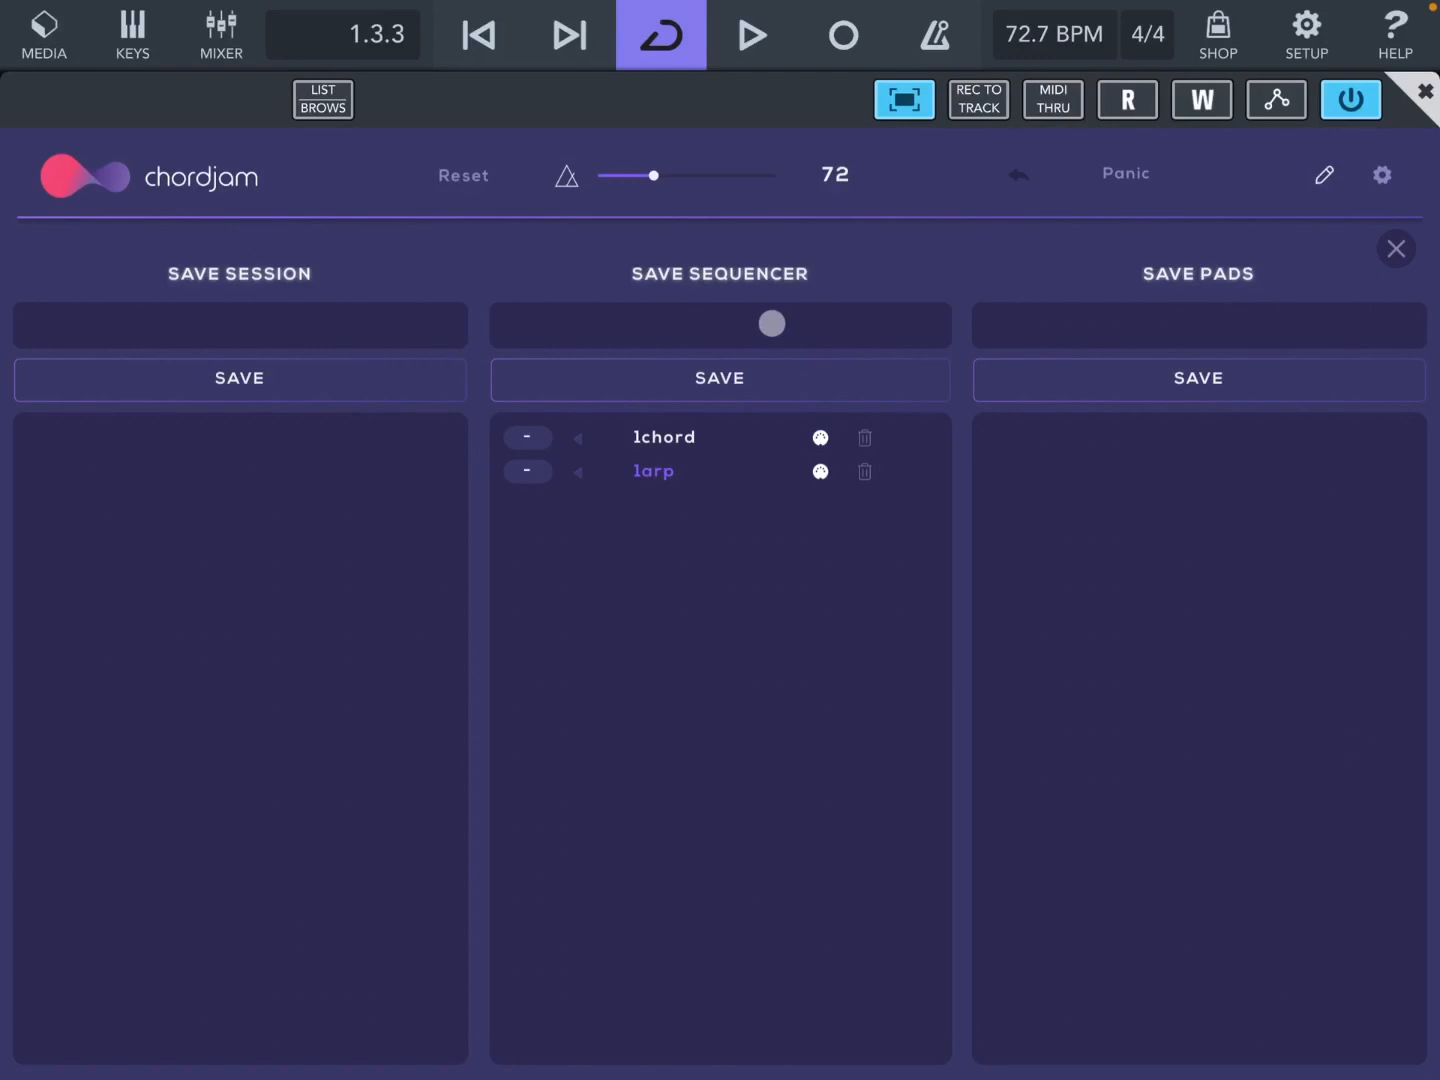 MEDIA
KEYS
MIXER
1.3.3
72.7 BPM
4/4
SHOP
SETUP
HELP
LIST
BROWS
REC TO
TRACK
MIDI
THRU
R
W
chordjam
Reset
72
Panic
SAVE SESSION
SAVE SEQUENCER
SAVE PADS
SAVE
SAVE
SAVE
- 1chord
- 1arp